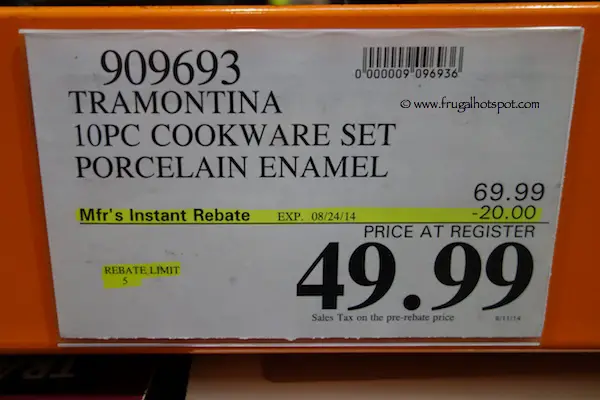 909693
0 000009 096936
TRAMONTINA
© www.frugalhotspot.com
10PC COOKWARE SET
PORCELAIN ENAMEL
69.99
Mfr's Instant Rebate EXP. 08/24/14 -20.00
PRICE AT REGISTER
REBATE LIMIT
5
49.99
Sales Tax on the pre-rebate price
TRA